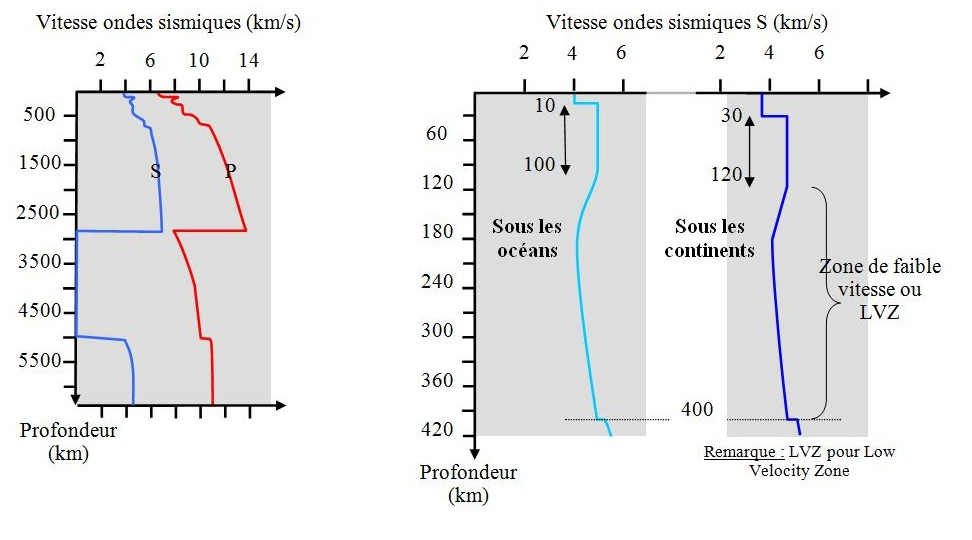 Vitesse ondes sismiques (km/s)
2 6 10 14
500
1500
2500
3500
4500
5500
S P
Profondeur
(km)
Vitesse ondes sismiques S (km/s)
2 4 6 2 4 6
60
120
180
240
300
360
420
10
100
30
120
Sous les
océans
Sous les
continents
Zone de faible
vitesse ou
LVZ
400
Profondeur
(km)
Remarque : LVZ pour Low
Velocity Zone